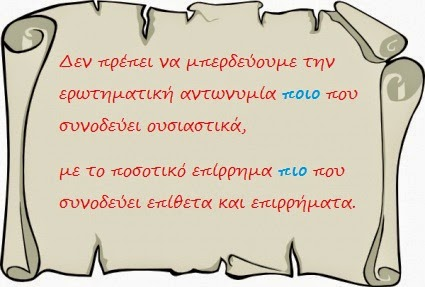 Δεν πρέπει να μπερδεύουμε την
ερωτηματική αντωνυμία ποιο που
συνοδεύει ουσιαστικά,
με το ποσοτικό επίρρημα πιο που
συνοδεύει επίθετα και επιρρήματα.